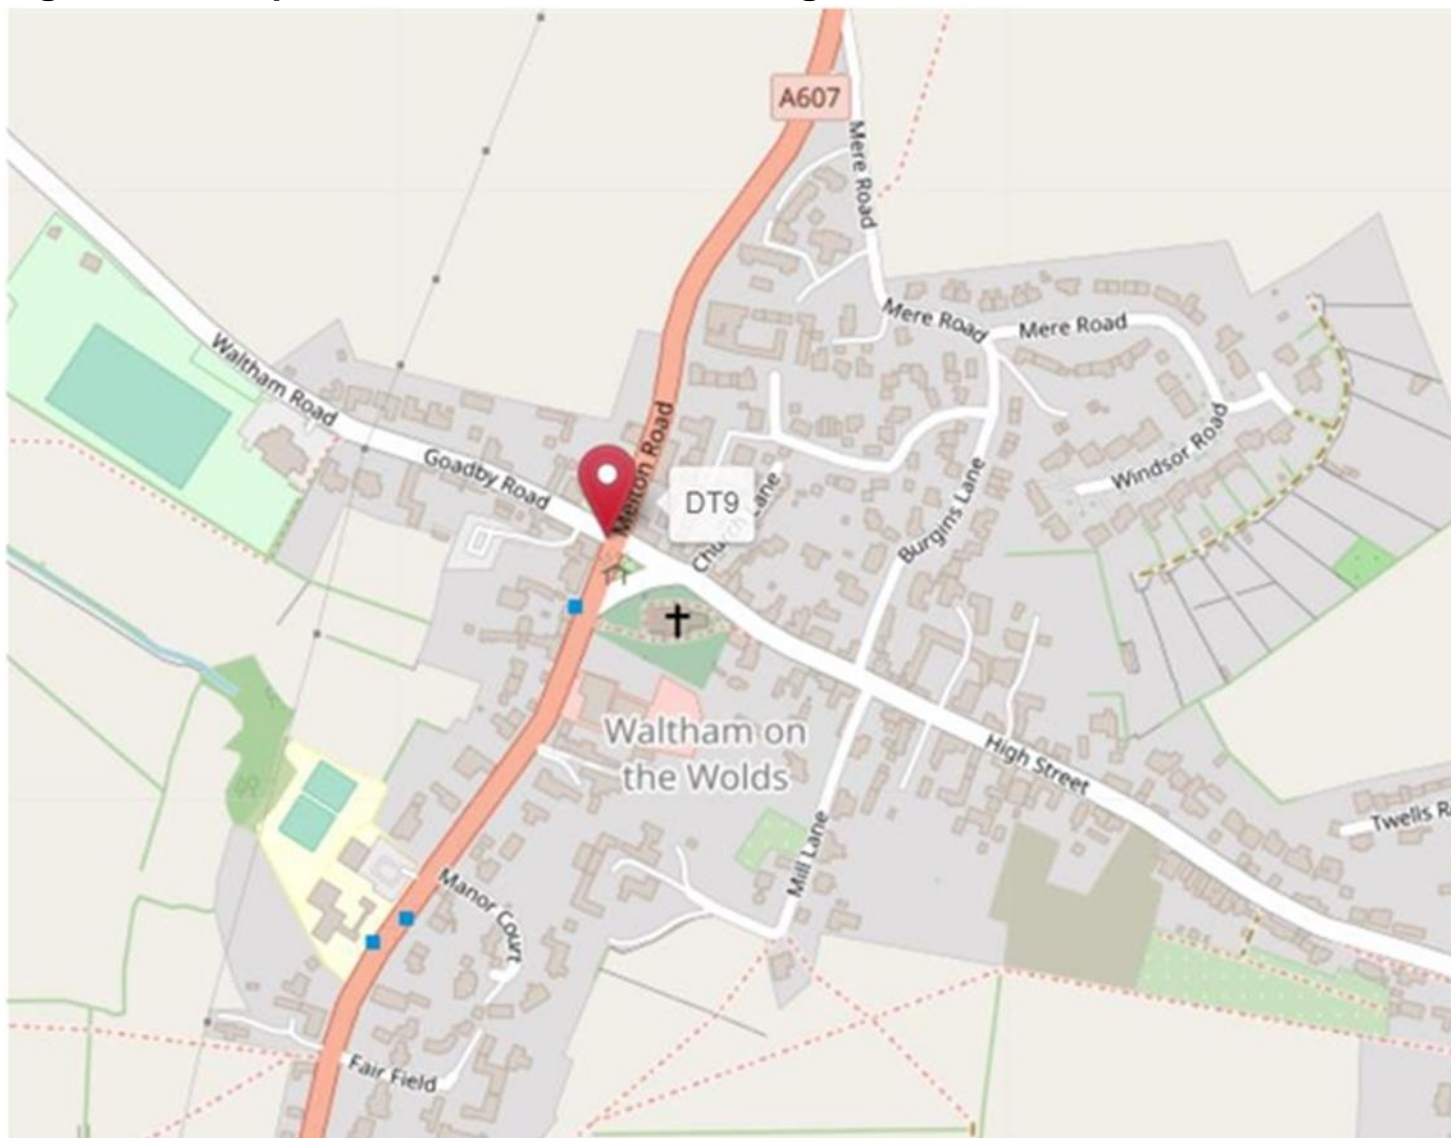 A607
Mere Road
Mere Road
Mere Road
Waltham Road
Melton Road
Goadby Road
Windsor Road
DT9
Burgins Lane
Waltham on
the Wolds
High Street
Twells R
Mill Lane
Manor Court
Fair Field